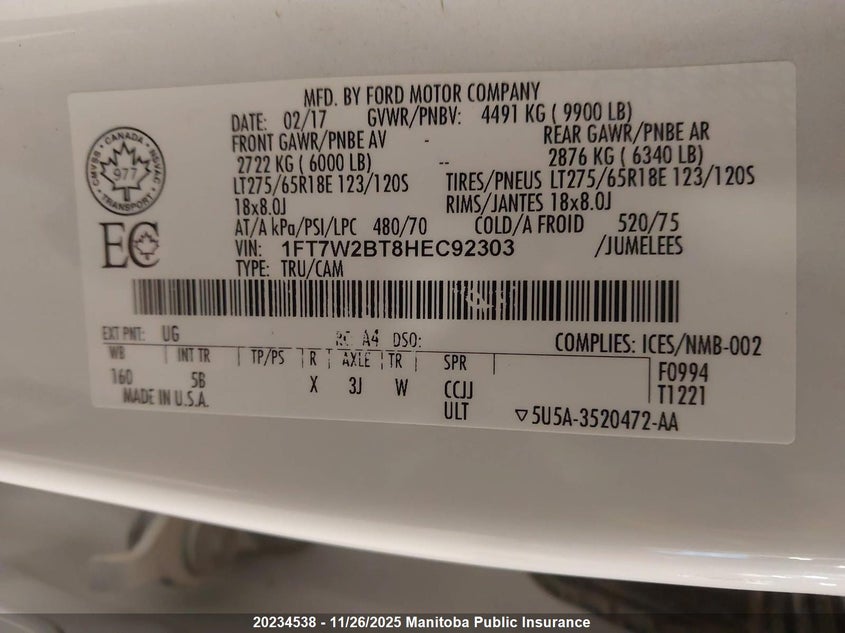 MFD. BY FORD MOTOR COMPANY
DATE: 02/17 GVWR/PNBV: 4491 KG ( 9900 LB)
FRONT GAWR/PNBE AV - REAR GAWR/PNBE AR
2722 KG ( 6000 LB) -- 2876 KG ( 6340 LB)
LT275/65R18E 123/120S TIRES/PNEUS LT275/65R18E 123/120S
18x8.0J RIMS/JANTES 18x8.0J
AT/A kPa/PSI/LPC 480/70 COLD/A FROID 520/75
VIN: 1FT7W2BT8HEC92303 /JUMELEES
TYPE: TRU/CAM
CANADA
CMVSS NSVAC
977
TRANSPORT
EC
EXT PNT: UG RC: A4 DSO: COMPLIES: ICES/NMB-002
WB INT TR TP/PS R AXLE TR SPR F0994
160 5B X 3J W CCJJ T1221
MADE IN U.S.A. ULT ▽5U5A-3520472-AA
20234538 - 11/26/2025 Manitoba Public Insurance